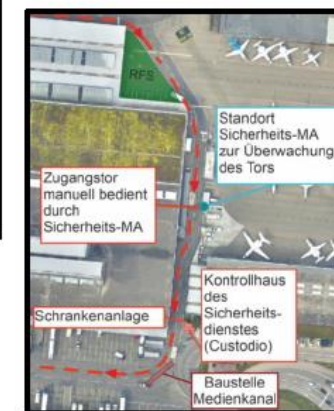 RFS
Standort
Sicherheits-MA
zur Überwachung
des Tors
Zugangstor
manuell bedient
durch
Sicherheits-MA
Kontrollhaus
des
Sicherheits-
dienstes
(Custodio)
Schrankenanlage
Baustelle
Medienkanal